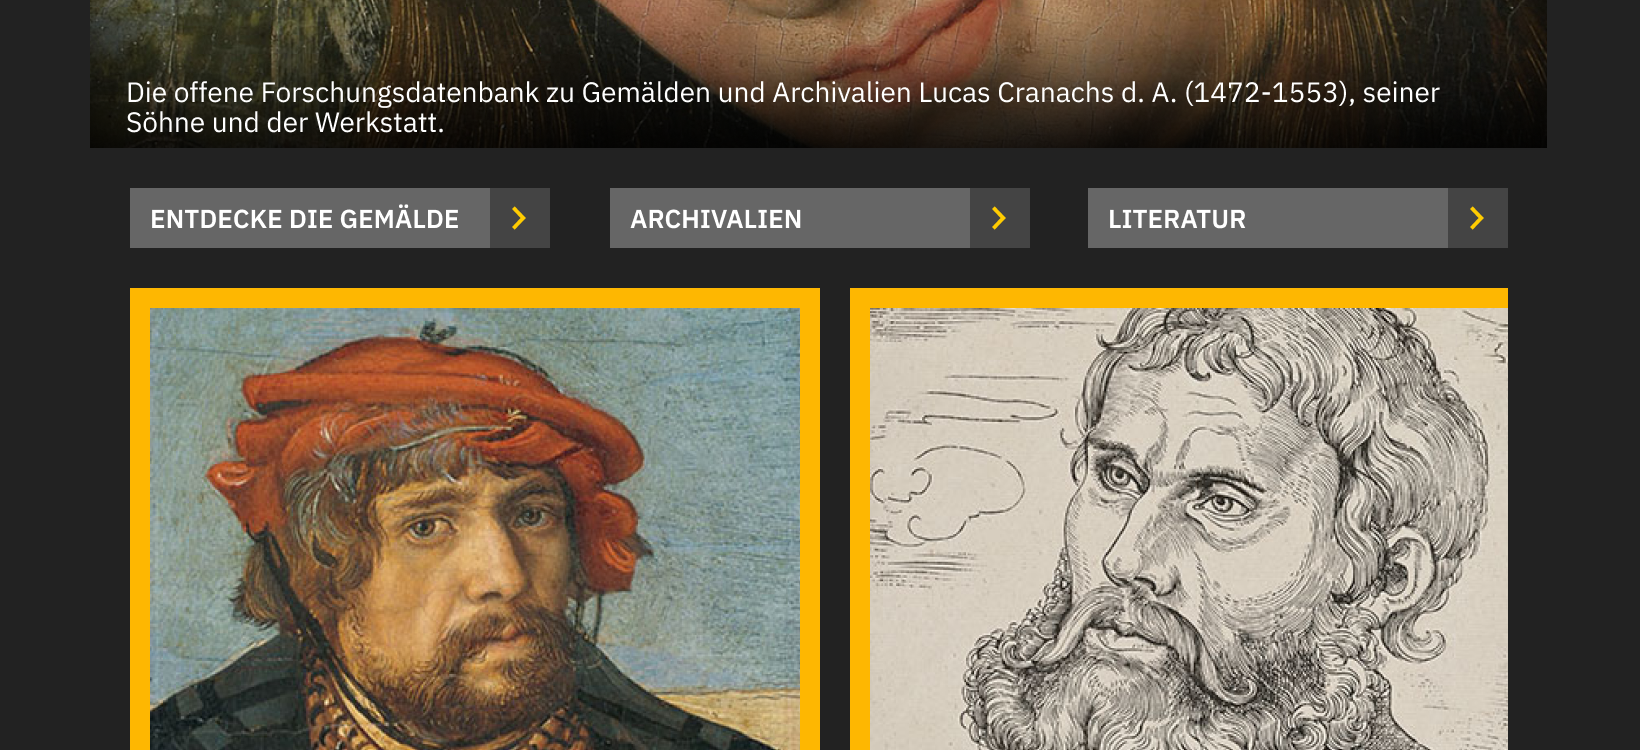 Die offene Forschungsdatenbank zu Gemälden und Archivalien Lucas Cranachs d. A. (1472-1553), seiner
Söhne und der Werkstatt.
ENTDECKE DIE GEMÄLDE
ARCHIVALIEN
LITERATUR